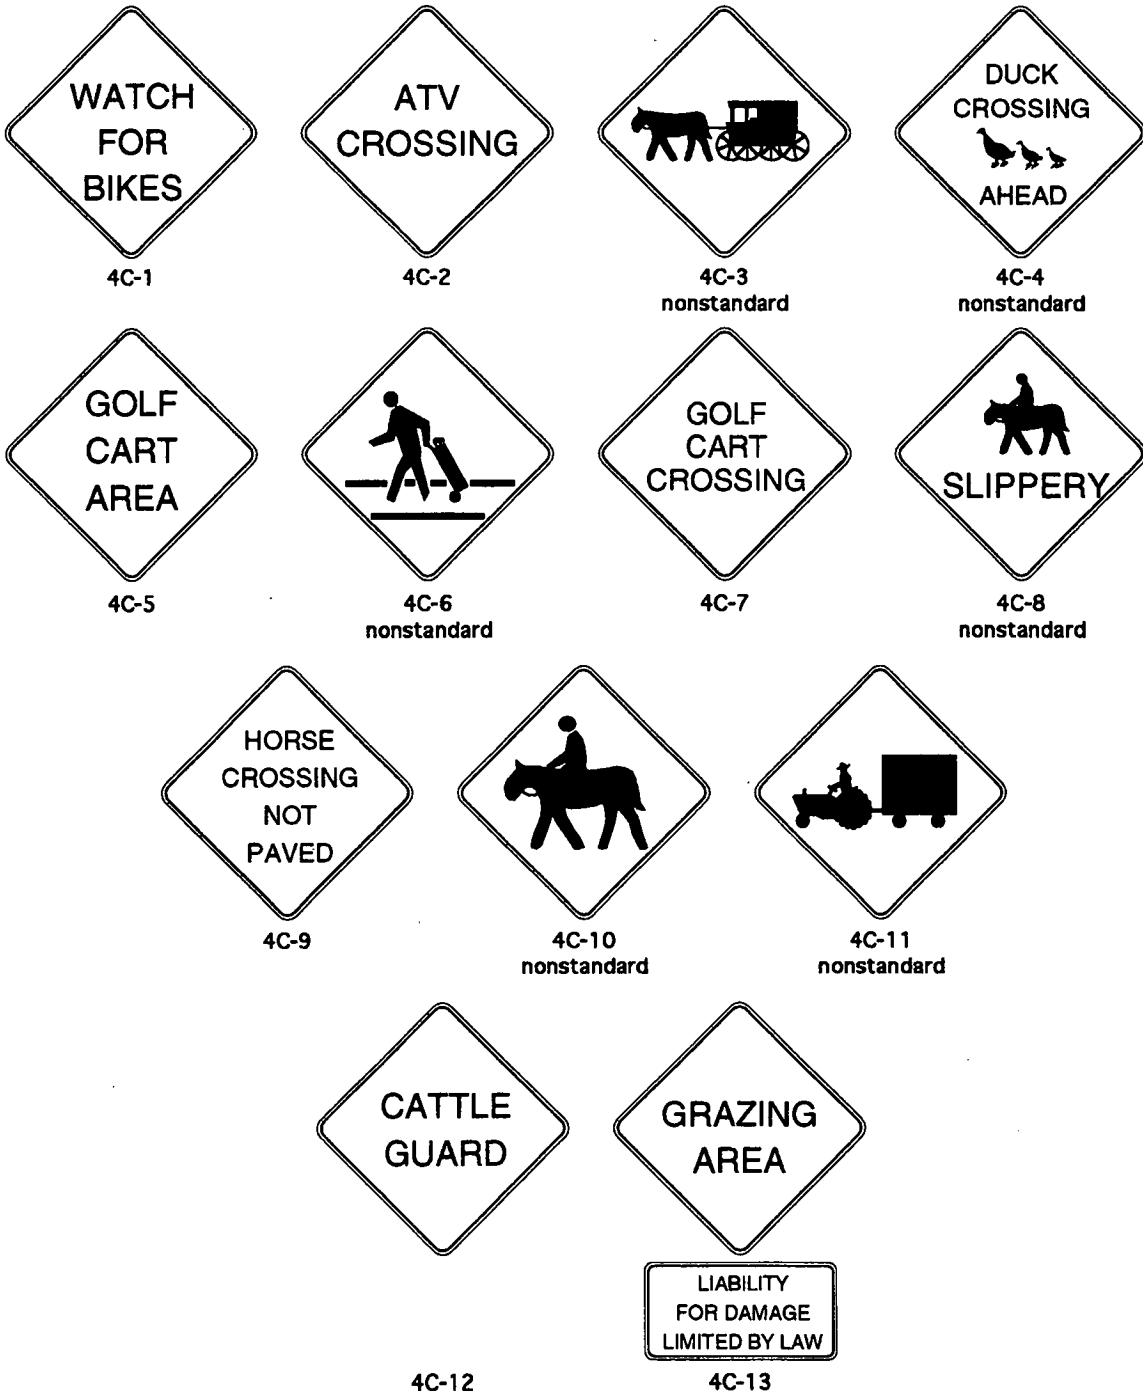 WATCH
FOR
BIKES
4C-1
ATV
CROSSING
4C-2
4C-3
nonstandard
DUCK
CROSSING
AHEAD
4C-4
nonstandard
GOLF
CART
AREA
4C-5
4C-6
nonstandard
GOLF
CART
CROSSING
4C-7
SLIPPERY
4C-8
nonstandard
HORSE
CROSSING
NOT
PAVED
4C-9
4C-10
nonstandard
4C-11
nonstandard
CATTLE
GUARD
4C-12
GRAZING
AREA
LIABILITY
FOR DAMAGE
LIMITED BY LAW
4C-13